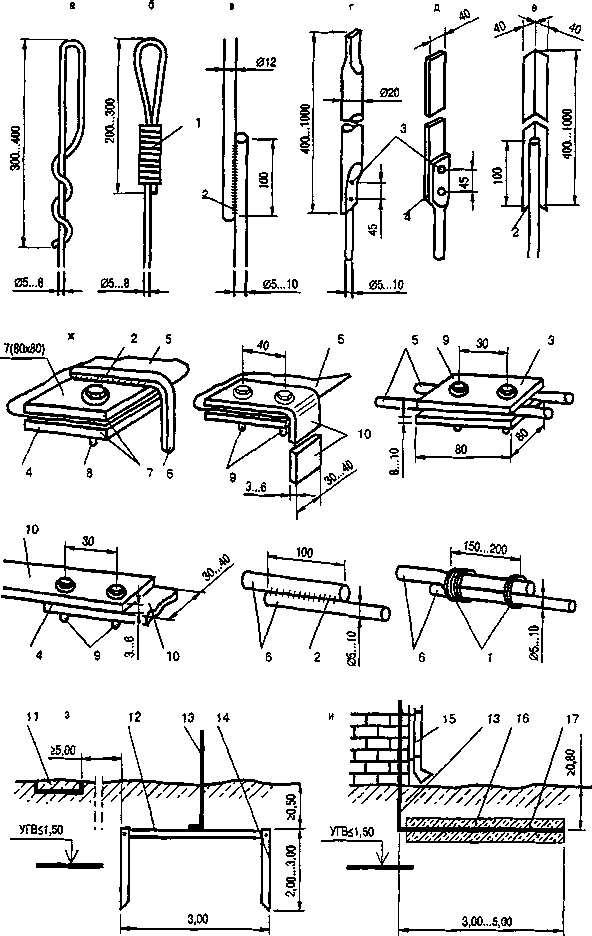 а б в г д е
300...400
Ø5...8
200...300
1
Ø5...8
Ø12
100
2
Ø5...10
400...1000
Ø20
3
45
Ø5...10
40
45
4
40 40
100
400...1000
2
ж
7(80x80) 2 5
4 8 7 6
40 5
9 10
3...6
30...40
5 9 30 3
8...10
80
80
10 30
30...40
4 9 3...6 10
100
6 2
Ø5...10
150...200
6 1
Ø5...10
11 з 12 13 14
≥5,00
≥0,50
УГВ≤1,50
2,00...3,00
3,00
и 15 13 16 17
≥0,80
УГВ≤1,50
3,00...5,00